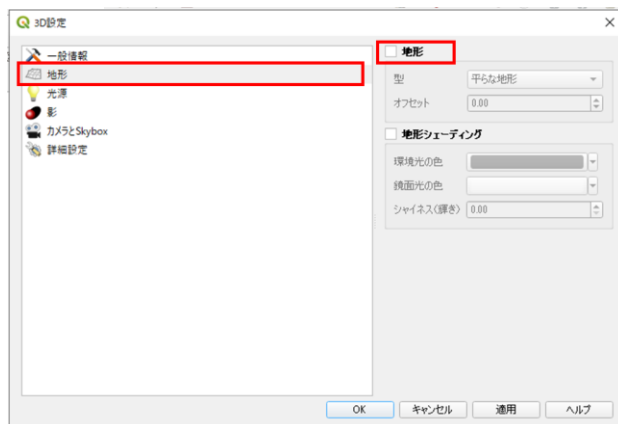 3D設定
一般情報
地形
光源
影
カメラとSkybox
詳細設定
地形
型 平らな地形
オフセット 0.00
地形シェーディング
環境光の色
鏡面光の色
シャイネス(輝き) 0.00
OK キャンセル 適用 ヘルプ